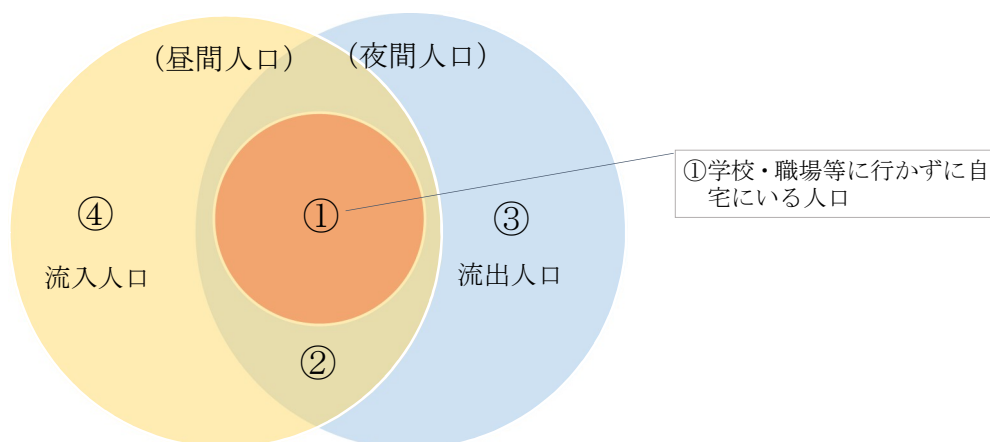 （昼間人口）
（夜間人口）
①学校・職場等に行かずに自
宅にいる人口
④
①
③
流入人口
流出人口
②